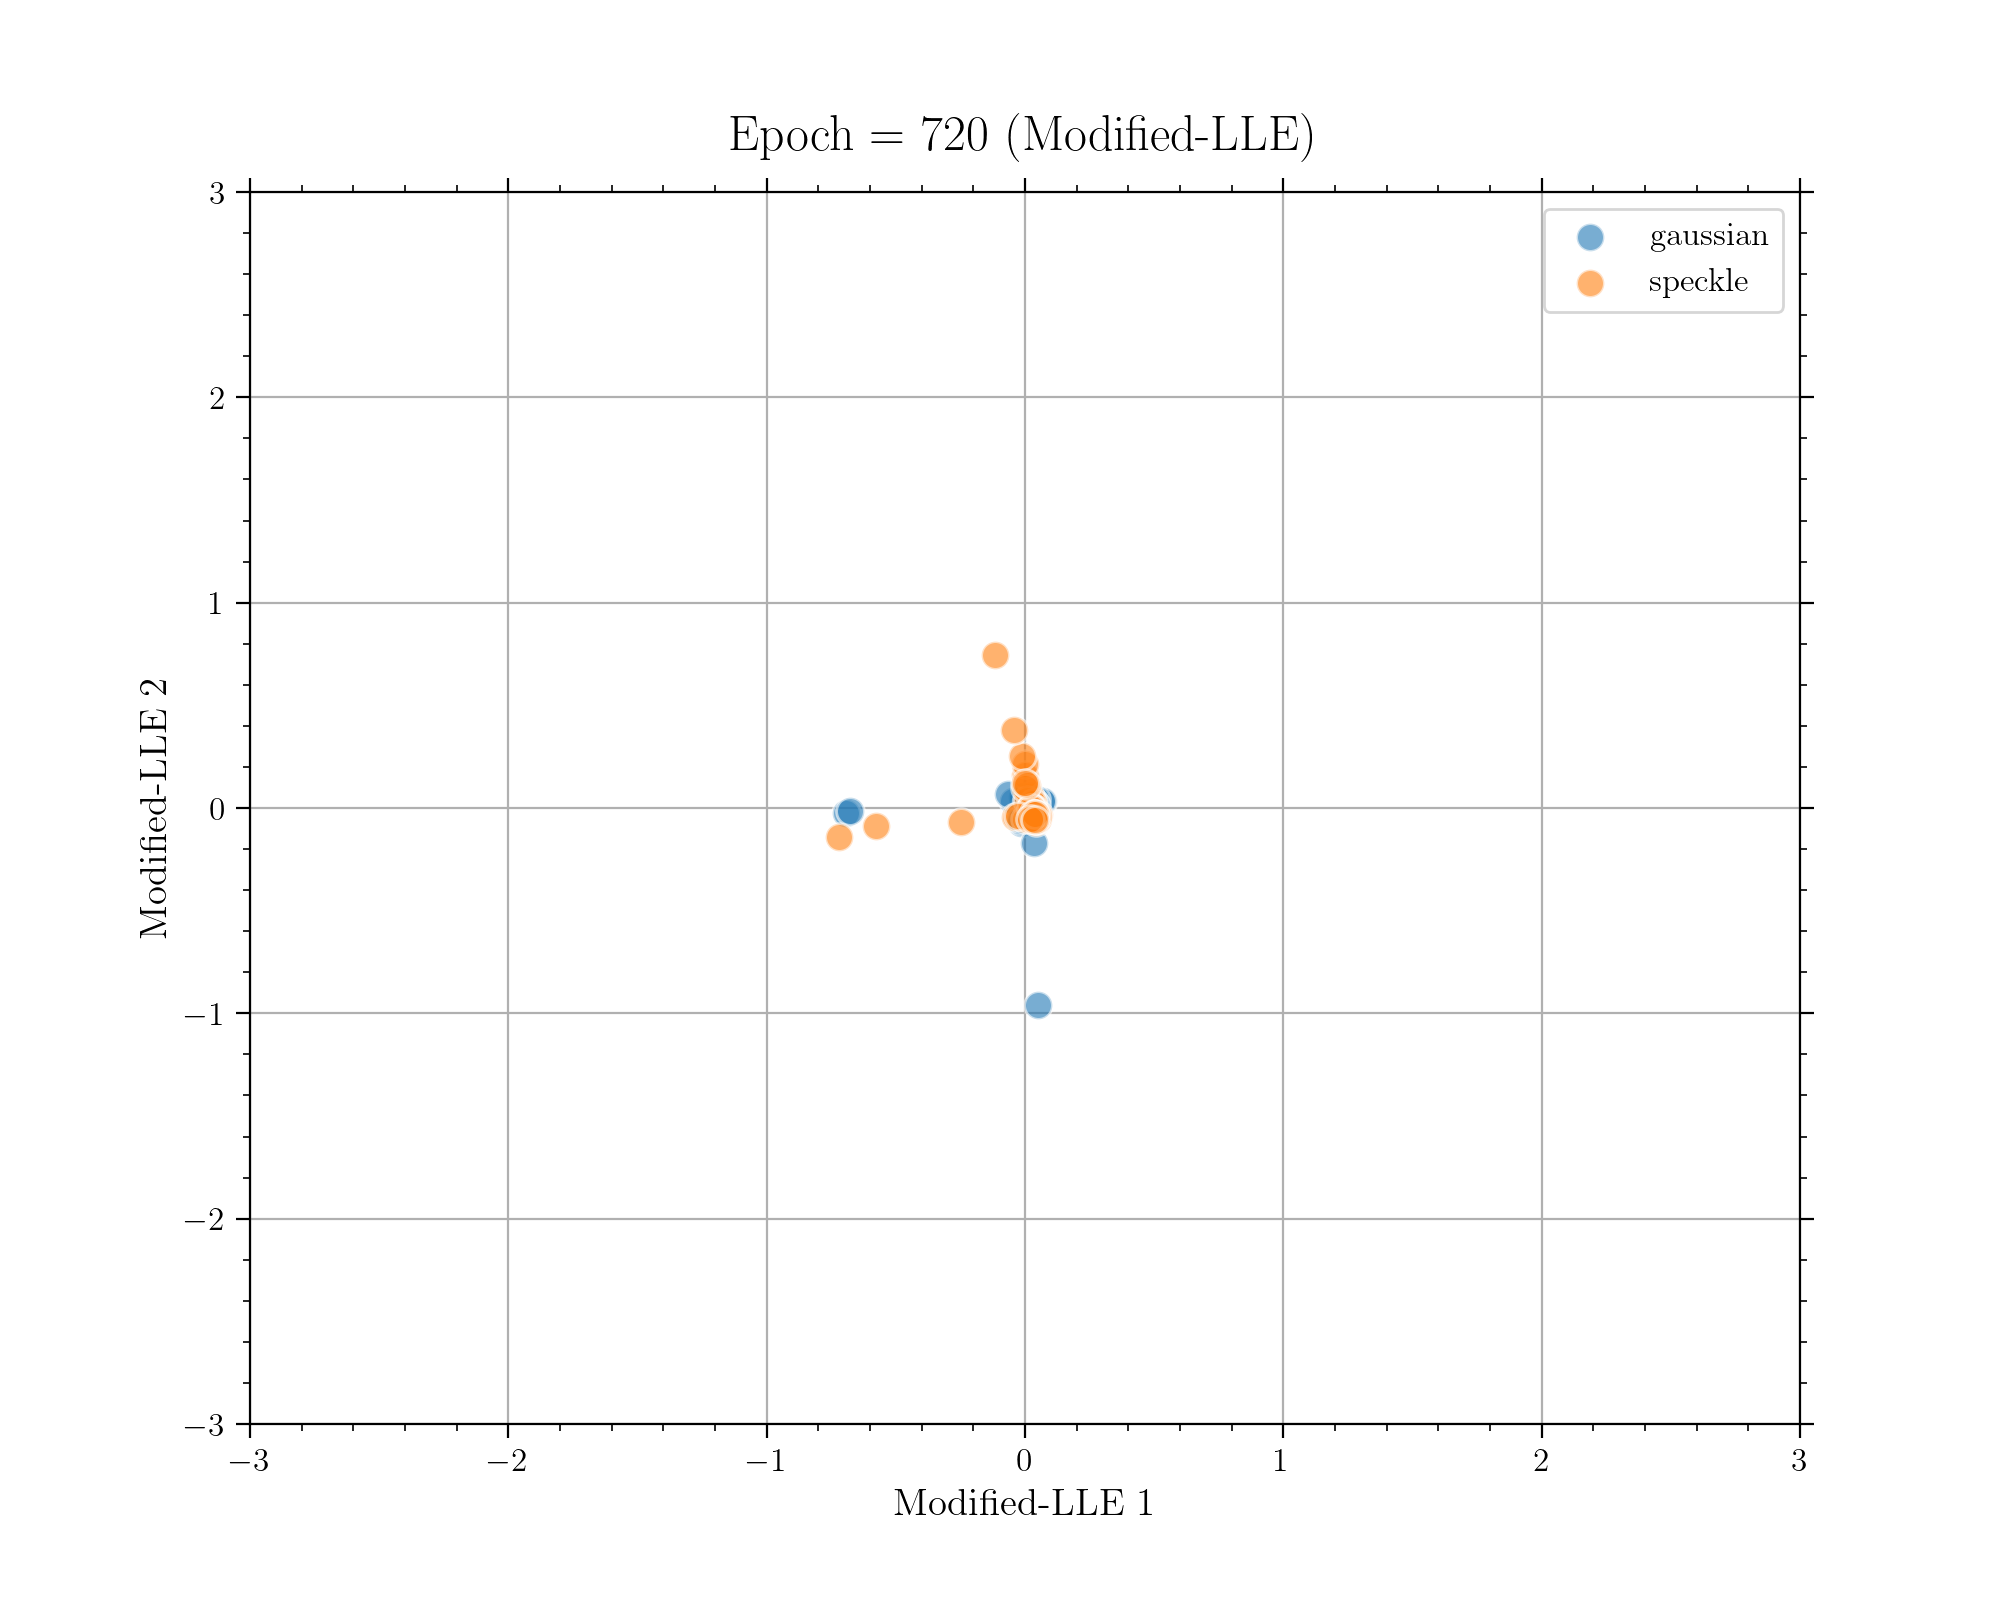 Epoch = 720 (Modified-LLE)
gaussian
speckle
3
2
1
0
−1
−2
−3
Modified-LLE 2
−3
−2
−1
0
1
2
3
Modified-LLE 1